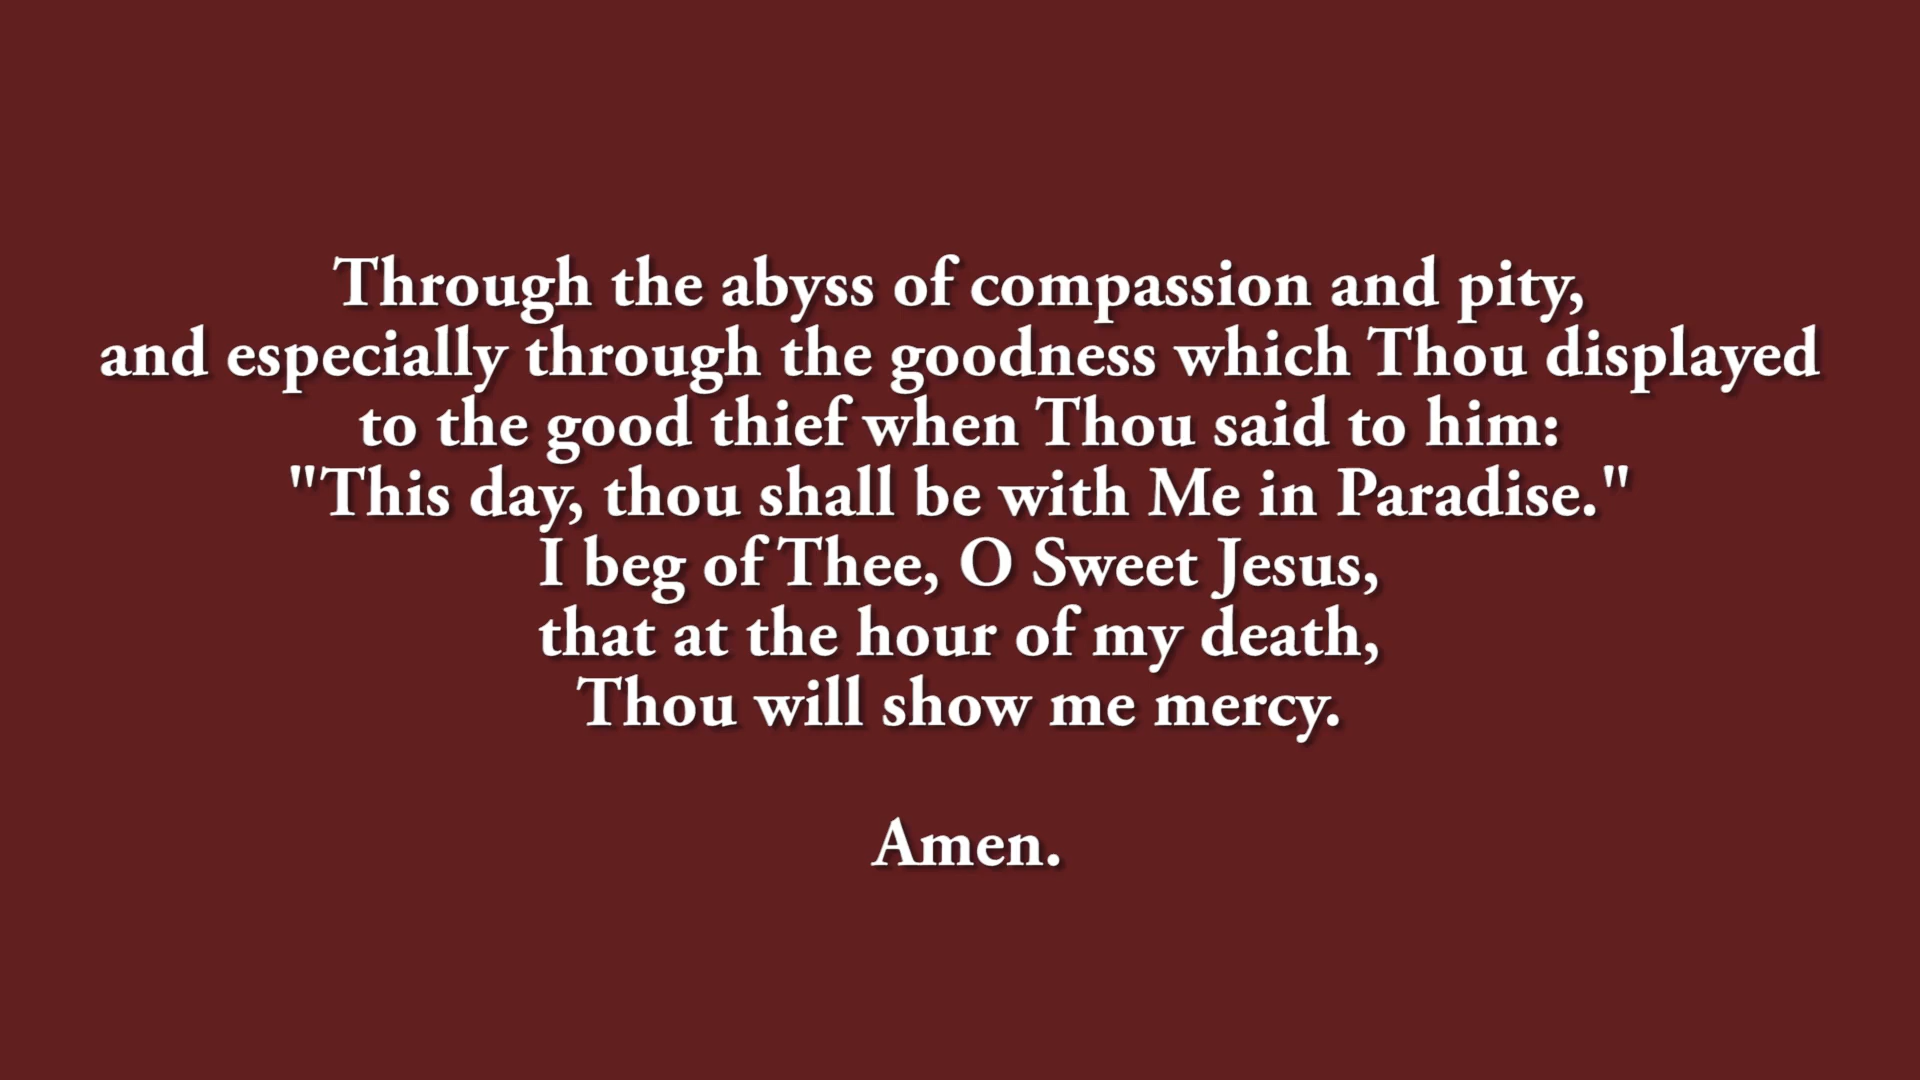 Through the abyss of compassion and pity,
and especially through the goodness which Thou displayed
to the good thief when Thou said to him:
"This day, thou shall be with Me in Paradise."
I beg of Thee, O Sweet Jesus,
that at the hour of my death,
Thou will show me mercy.
Amen.